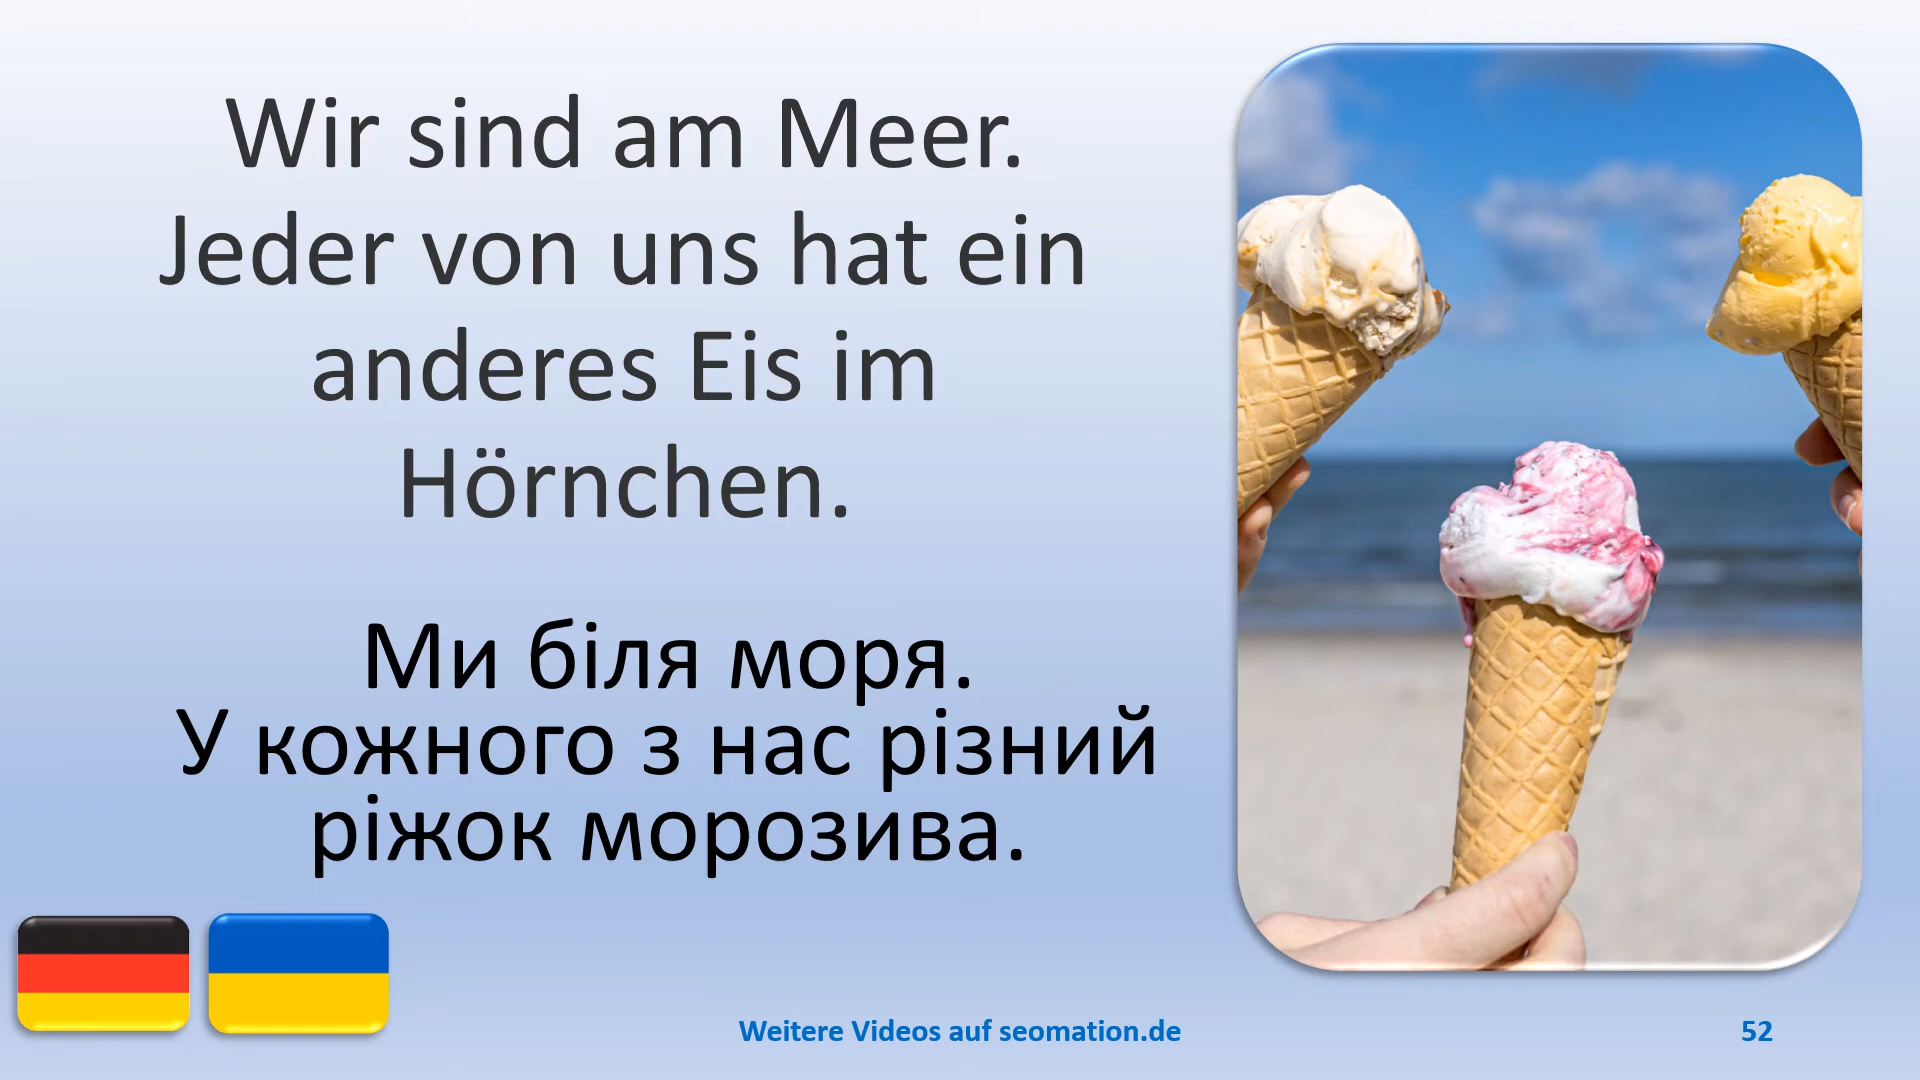 Wir sind am Meer.
Jeder von uns hat ein
anderes Eis im
Hörnchen.
Ми біля моря.
У кожного з нас різний
ріжок морозива.
Weitere Videos auf seomation.de
52